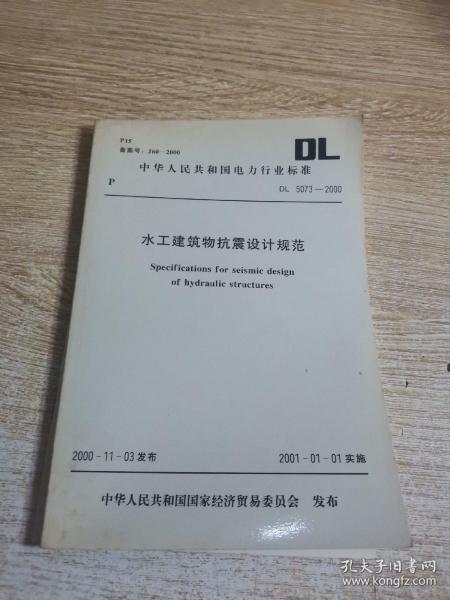 P15
备案号：J60—2000
DL
中华人民共和国电力行业标准
P
DL 5073—2000
水工建筑物抗震设计规范
Specifications for seismic design
of hydraulic structures
2000-11-03发布
2001-01-01实施
中华人民共和国国家经济贸易委员会 发布
孔夫子旧书网
www.kongfz.com